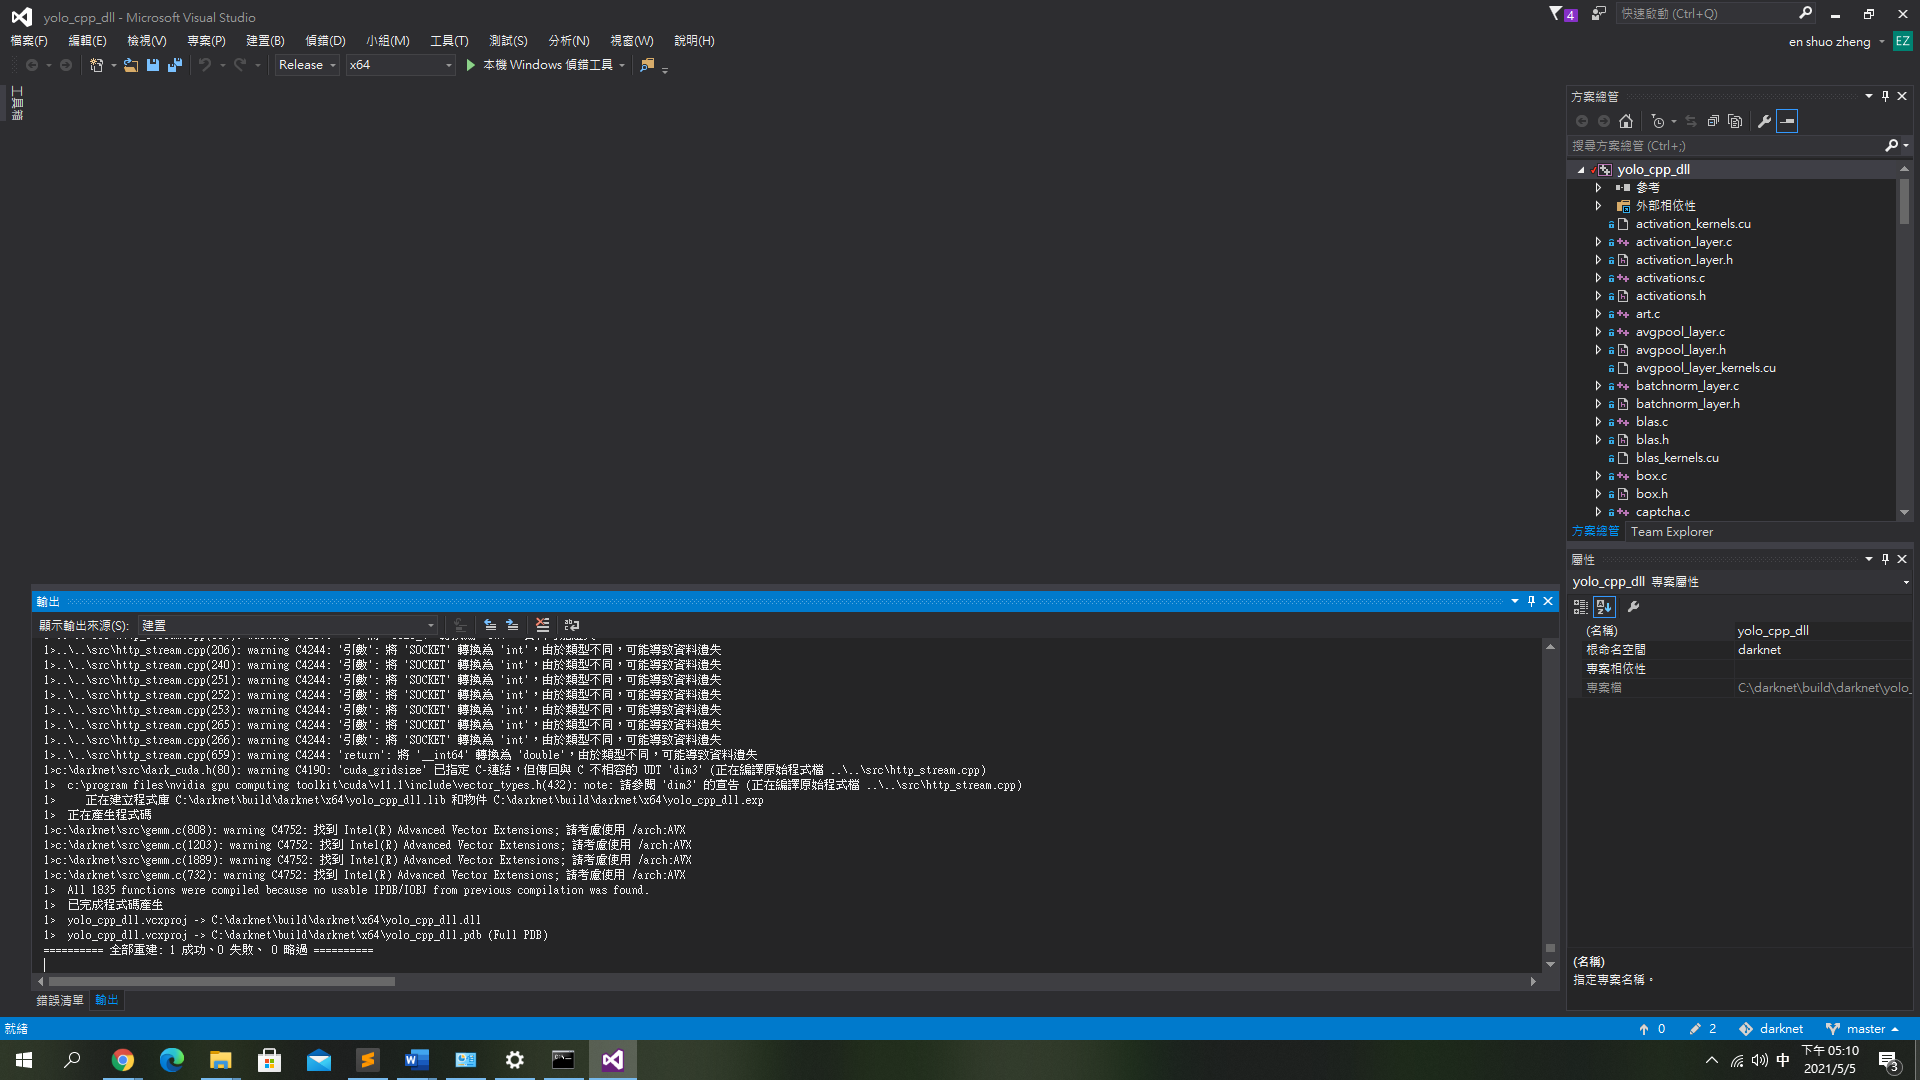 yolo_cpp_dll - Microsoft Visual Studio
4
快速啟動 (Ctrl+Q)
檔案(F) 編輯(E) 檢視(V) 專案(P) 建置(B) 偵錯(D) 小組(M) 工具(T) 測試(S) 分析(N) 視窗(W) 說明(H)
en shuo zheng EZ
Release x64 本機 Windows 偵錯工具
工具箱
方案總管
搜尋方案總管 (Ctrl+;)
yolo_cpp_dll
參考
外部相依性
activation_kernels.cu
activation_layer.c
activation_layer.h
activations.c
activations.h
art.c
avgpool_layer.c
avgpool_layer.h
avgpool_layer_kernels.cu
batchnorm_layer.c
batchnorm_layer.h
blas.c
blas.h
blas_kernels.cu
box.c
box.h
captcha.c
方案總管 Team Explorer
屬性
yolo_cpp_dll 專案屬性
(名稱) yolo_cpp_dll
根命名空間 darknet
專案相依性
專案檔 C:\darknet\build\darknet\yolo_
(名稱)
指定專案名稱。
輸出
顯示輸出來源(S): 建置
1>..\..\src\http_stream.cpp(206): warning C4244: '引數': 將 'SOCKET' 轉換為 'int'，由於類型不同，可能導致資料遺失
1>..\..\src\http_stream.cpp(240): warning C4244: '引數': 將 'SOCKET' 轉換為 'int'，由於類型不同，可能導致資料遺失
1>..\..\src\http_stream.cpp(251): warning C4244: '引數': 將 'SOCKET' 轉換為 'int'，由於類型不同，可能導致資料遺失
1>..\..\src\http_stream.cpp(252): warning C4244: '引數': 將 'SOCKET' 轉換為 'int'，由於類型不同，可能導致資料遺失
1>..\..\src\http_stream.cpp(253): warning C4244: '引數': 將 'SOCKET' 轉換為 'int'，由於類型不同，可能導致資料遺失
1>..\..\src\http_stream.cpp(265): warning C4244: '引數': 將 'SOCKET' 轉換為 'int'，由於類型不同，可能導致資料遺失
1>..\..\src\http_stream.cpp(266): warning C4244: '引數': 將 'SOCKET' 轉換為 'int'，由於類型不同，可能導致資料遺失
1>..\..\src\http_stream.cpp(659): warning C4244: 'return': 將 '__int64' 轉換為 'double'，由於類型不同，可能導致資料遺失
1>c:\darknet\src\dark_cuda.h(80): warning C4190: 'cuda_gridsize' 已指定 C-連結，但傳回與 C 不相容的 UDT 'dim3' (正在編譯原始程式檔 ..\..\src\http_stream.cpp)
1>  c:\program files\nvidia gpu computing toolkit\cuda\v11.1\include\vector_types.h(432): note: 請參閱 'dim3' 的宣告 (正在編譯原始程式檔 ..\..\src\http_stream.cpp)
1>     正在建立程式庫 C:\darknet\build\darknet\x64\yolo_cpp_dll.lib 和物件 C:\darknet\build\darknet\x64\yolo_cpp_dll.exp
1>  正在產生程式碼
1>c:\darknet\src\gemm.c(808): warning C4752: 找到 Intel(R) Advanced Vector Extensions; 請考慮使用 /arch:AVX
1>c:\darknet\src\gemm.c(1203): warning C4752: 找到 Intel(R) Advanced Vector Extensions; 請考慮使用 /arch:AVX
1>c:\darknet\src\gemm.c(1889): warning C4752: 找到 Intel(R) Advanced Vector Extensions; 請考慮使用 /arch:AVX
1>c:\darknet\src\gemm.c(732): warning C4752: 找到 Intel(R) Advanced Vector Extensions; 請考慮使用 /arch:AVX
1>  All 1835 functions were compiled because no usable IPDB/IOBJ from previous compilation was found.
1>  已完成程式碼產生
1>  yolo_cpp_dll.vcxproj -> C:\darknet\build\darknet\x64\yolo_cpp_dll.dll
1>  yolo_cpp_dll.vcxproj -> C:\darknet\build\darknet\x64\yolo_cpp_dll.pdb (Full PDB)
========== 全部重建: 1 成功、0 失敗、 0 略過 ==========
錯誤清單 輸出
就緒 0 2 darknet master
中 下午 05:10
2021/5/5
3